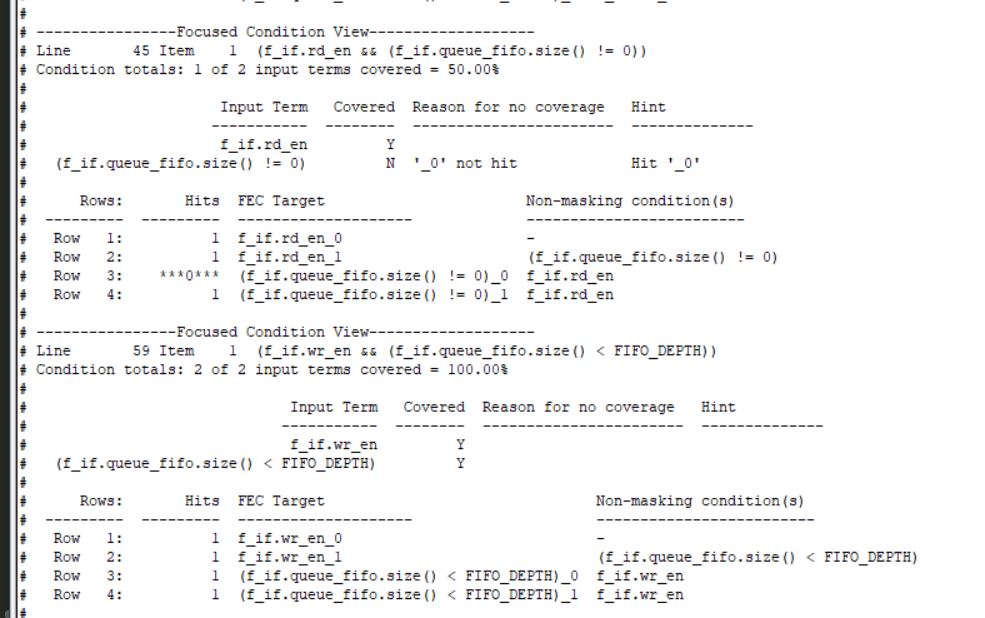 #
# ----------------Focused Condition View-------------------
# Line       45 Item    1  (f_if.rd_en && (f_if.queue_fifo.size() != 0))
# Condition totals: 1 of 2 input terms covered = 50.00%
#
#                      Input Term   Covered  Reason for no coverage   Hint
#                     -----------  --------  -----------------------  --------------
#                      f_if.rd_en         Y
#   (f_if.queue_fifo.size() != 0)         N  '_0' not hit             Hit '_0'
#
#      Rows:       Hits  FEC Target                       Non-masking condition(s)
#  ---------  ---------  --------------------             -------------------------
#   Row   1:          1  f_if.rd_en_0                     -
#   Row   2:          1  f_if.rd_en_1                     (f_if.queue_fifo.size() != 0)
#   Row   3:    ***0***  (f_if.queue_fifo.size() != 0)_0  f_if.rd_en
#   Row   4:          1  (f_if.queue_fifo.size() != 0)_1  f_if.rd_en
#
# ----------------Focused Condition View-------------------
# Line       59 Item    1  (f_if.wr_en && (f_if.queue_fifo.size() < FIFO_DEPTH))
# Condition totals: 2 of 2 input terms covered = 100.00%
#
#                              Input Term   Covered  Reason for no coverage   Hint
#                             -----------  --------  -----------------------  --------------
#                              f_if.wr_en         Y
#   (f_if.queue_fifo.size() < FIFO_DEPTH)         Y
#
#      Rows:       Hits  FEC Target                               Non-masking condition(s)
#  ---------  ---------  --------------------                     -------------------------
#   Row   1:          1  f_if.wr_en_0                             -
#   Row   2:          1  f_if.wr_en_1                             (f_if.queue_fifo.size() < FIFO_DEPTH)
#   Row   3:          1  (f_if.queue_fifo.size() < FIFO_DEPTH)_0  f_if.wr_en
#   Row   4:          1  (f_if.queue_fifo.size() < FIFO_DEPTH)_1  f_if.wr_en
#